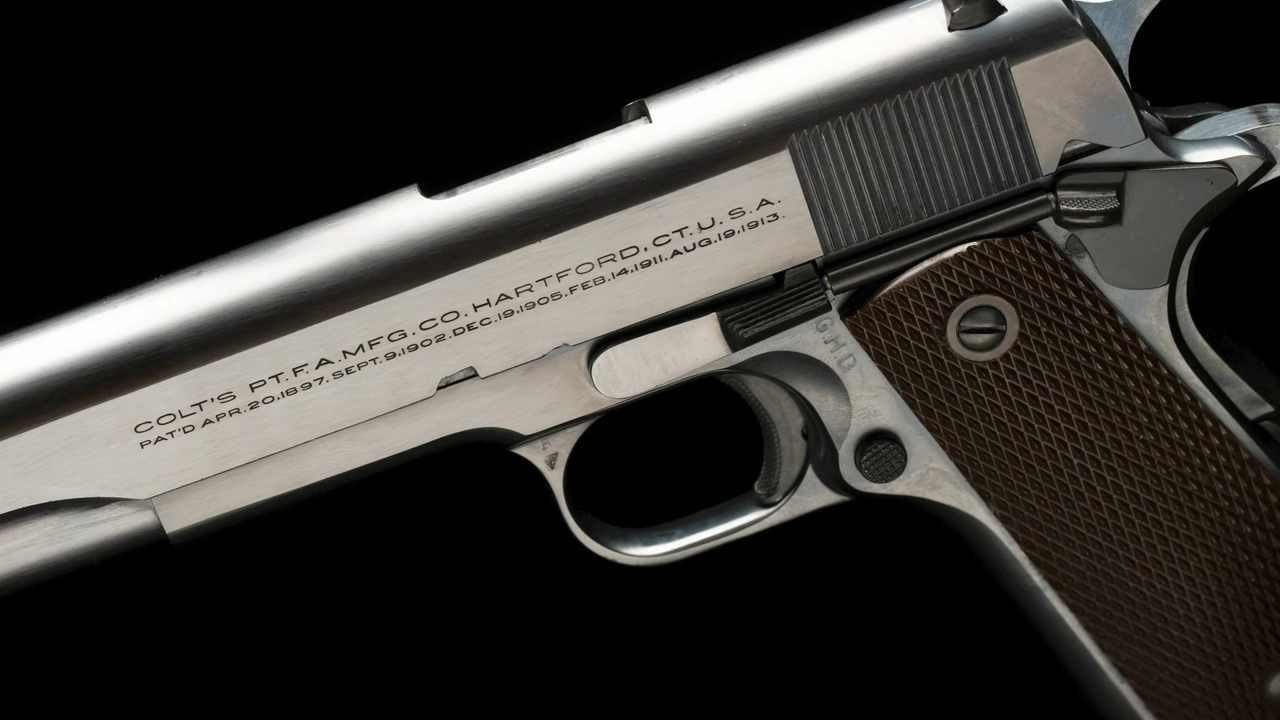 COLT'S PT.F.A.MFG.CO.HARTFORD,CT.U.S.A.
PAT'D APR.20,1897.SEPT.9,1902.DEC.19,1905.FEB.14,1911.AUG.19,1913.
G.H.D